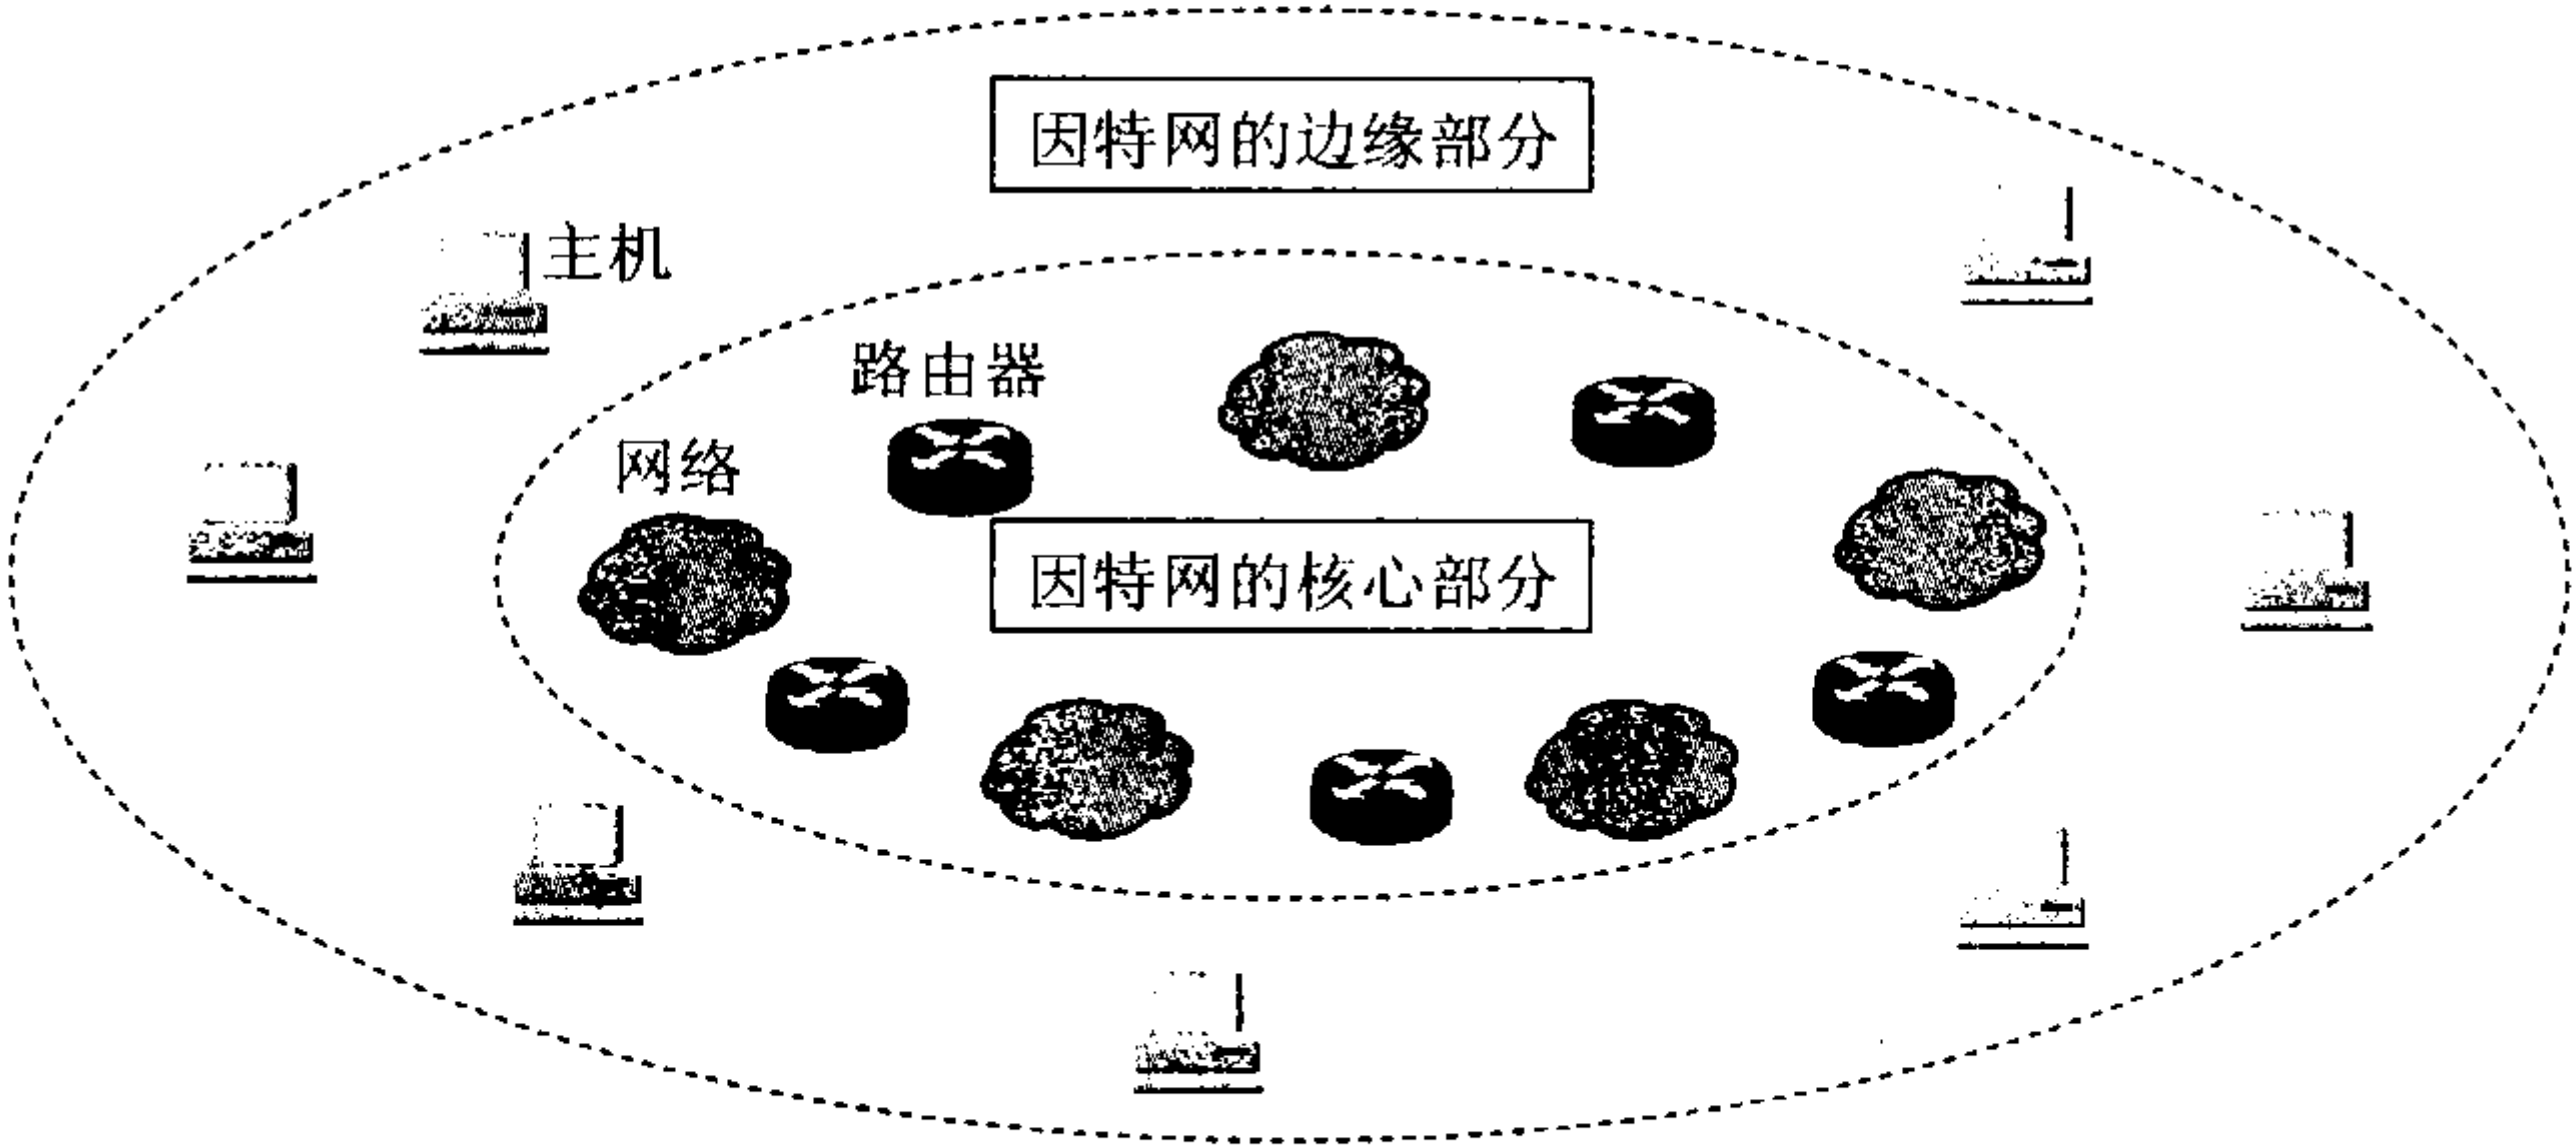 因特网的边缘部分
主机
路由器
网络
因特网的核心部分